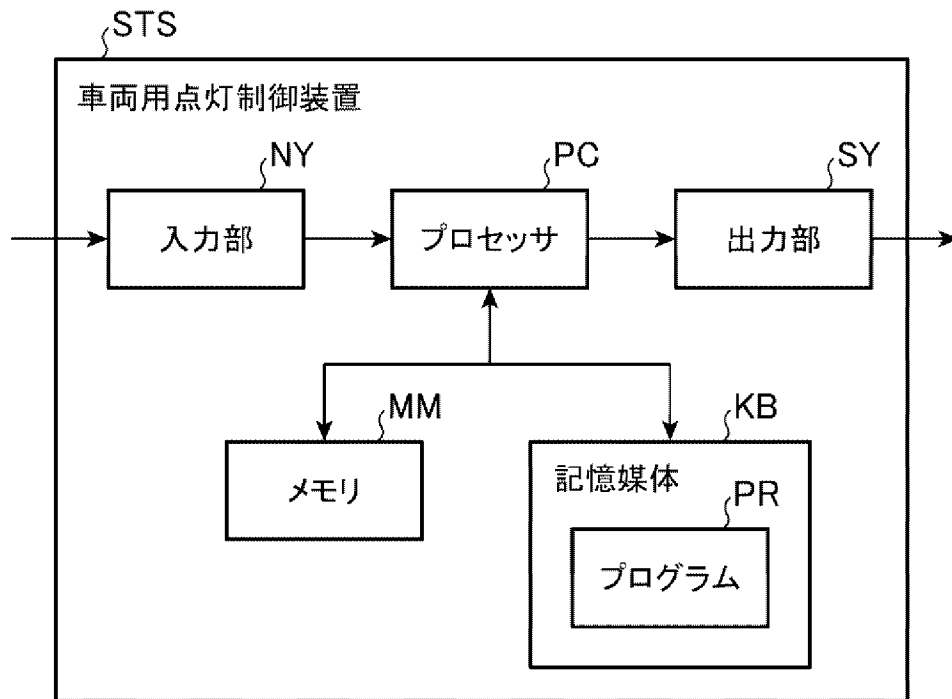 STS
車両用点灯制御装置
NY
PC
SY
入力部
プロセッサ
出力部
MM
KB
メモリ
記憶媒体
PR
プログラム